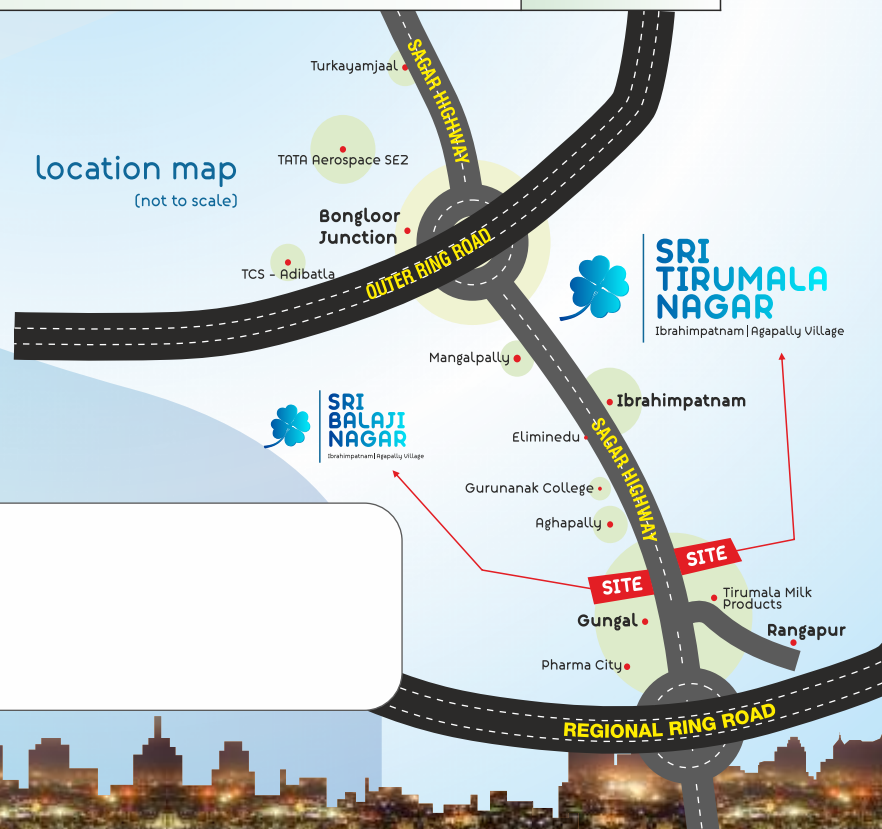 SAGAR HIGHWAY
Turkayamjaal
TATA Aerospace SEZ
location map
(not to scale)
Bongloor
Junction
TCS - Adibatla
OUTER RING ROAD
SRI
TIRUMALA
NAGAR
Ibrahimpatnam|Agapally Village
Mangalpally
SRI
BALAJI
NAGAR
Ibrahimpatnam|Agapally Village
Ibrahimpatnam
Eliminedu
SAGAR HIGHWAY
Gurunanak College
Aghapally
SITE
SITE
Tirumala Milk
Products
Gungal
Rangapur
Pharma City
REGIONAL RING ROAD